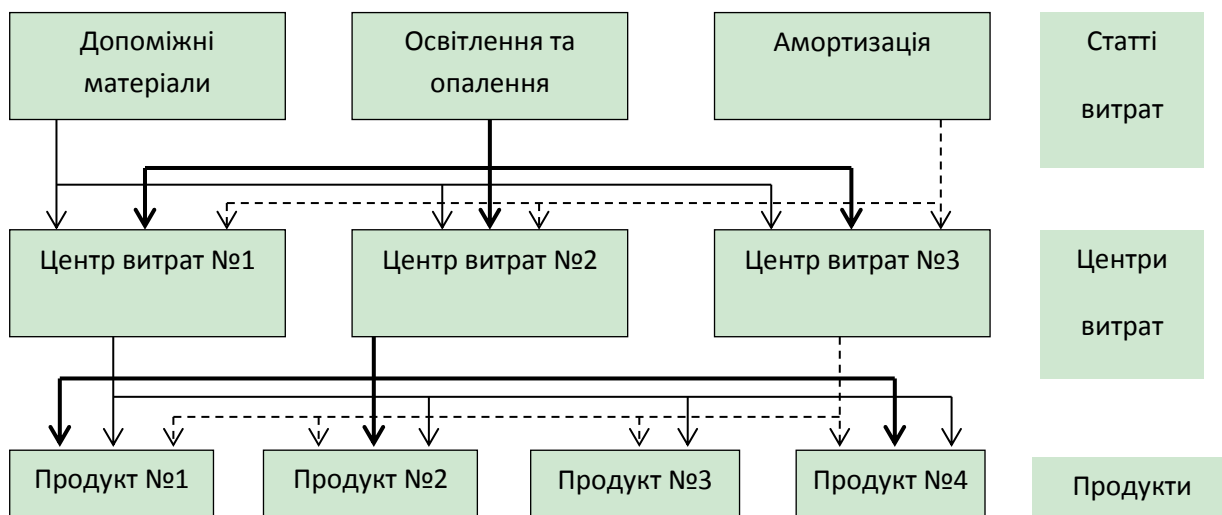 Допоміжні
матеріали
Освітлення та
опалення
Амортизація
Статті
витрат
Центр витрат №1
Центр витрат №2
Центр витрат №3
Центри
витрат
Продукт №1
Продукт №2
Продукт №3
Продукт №4
Продукти